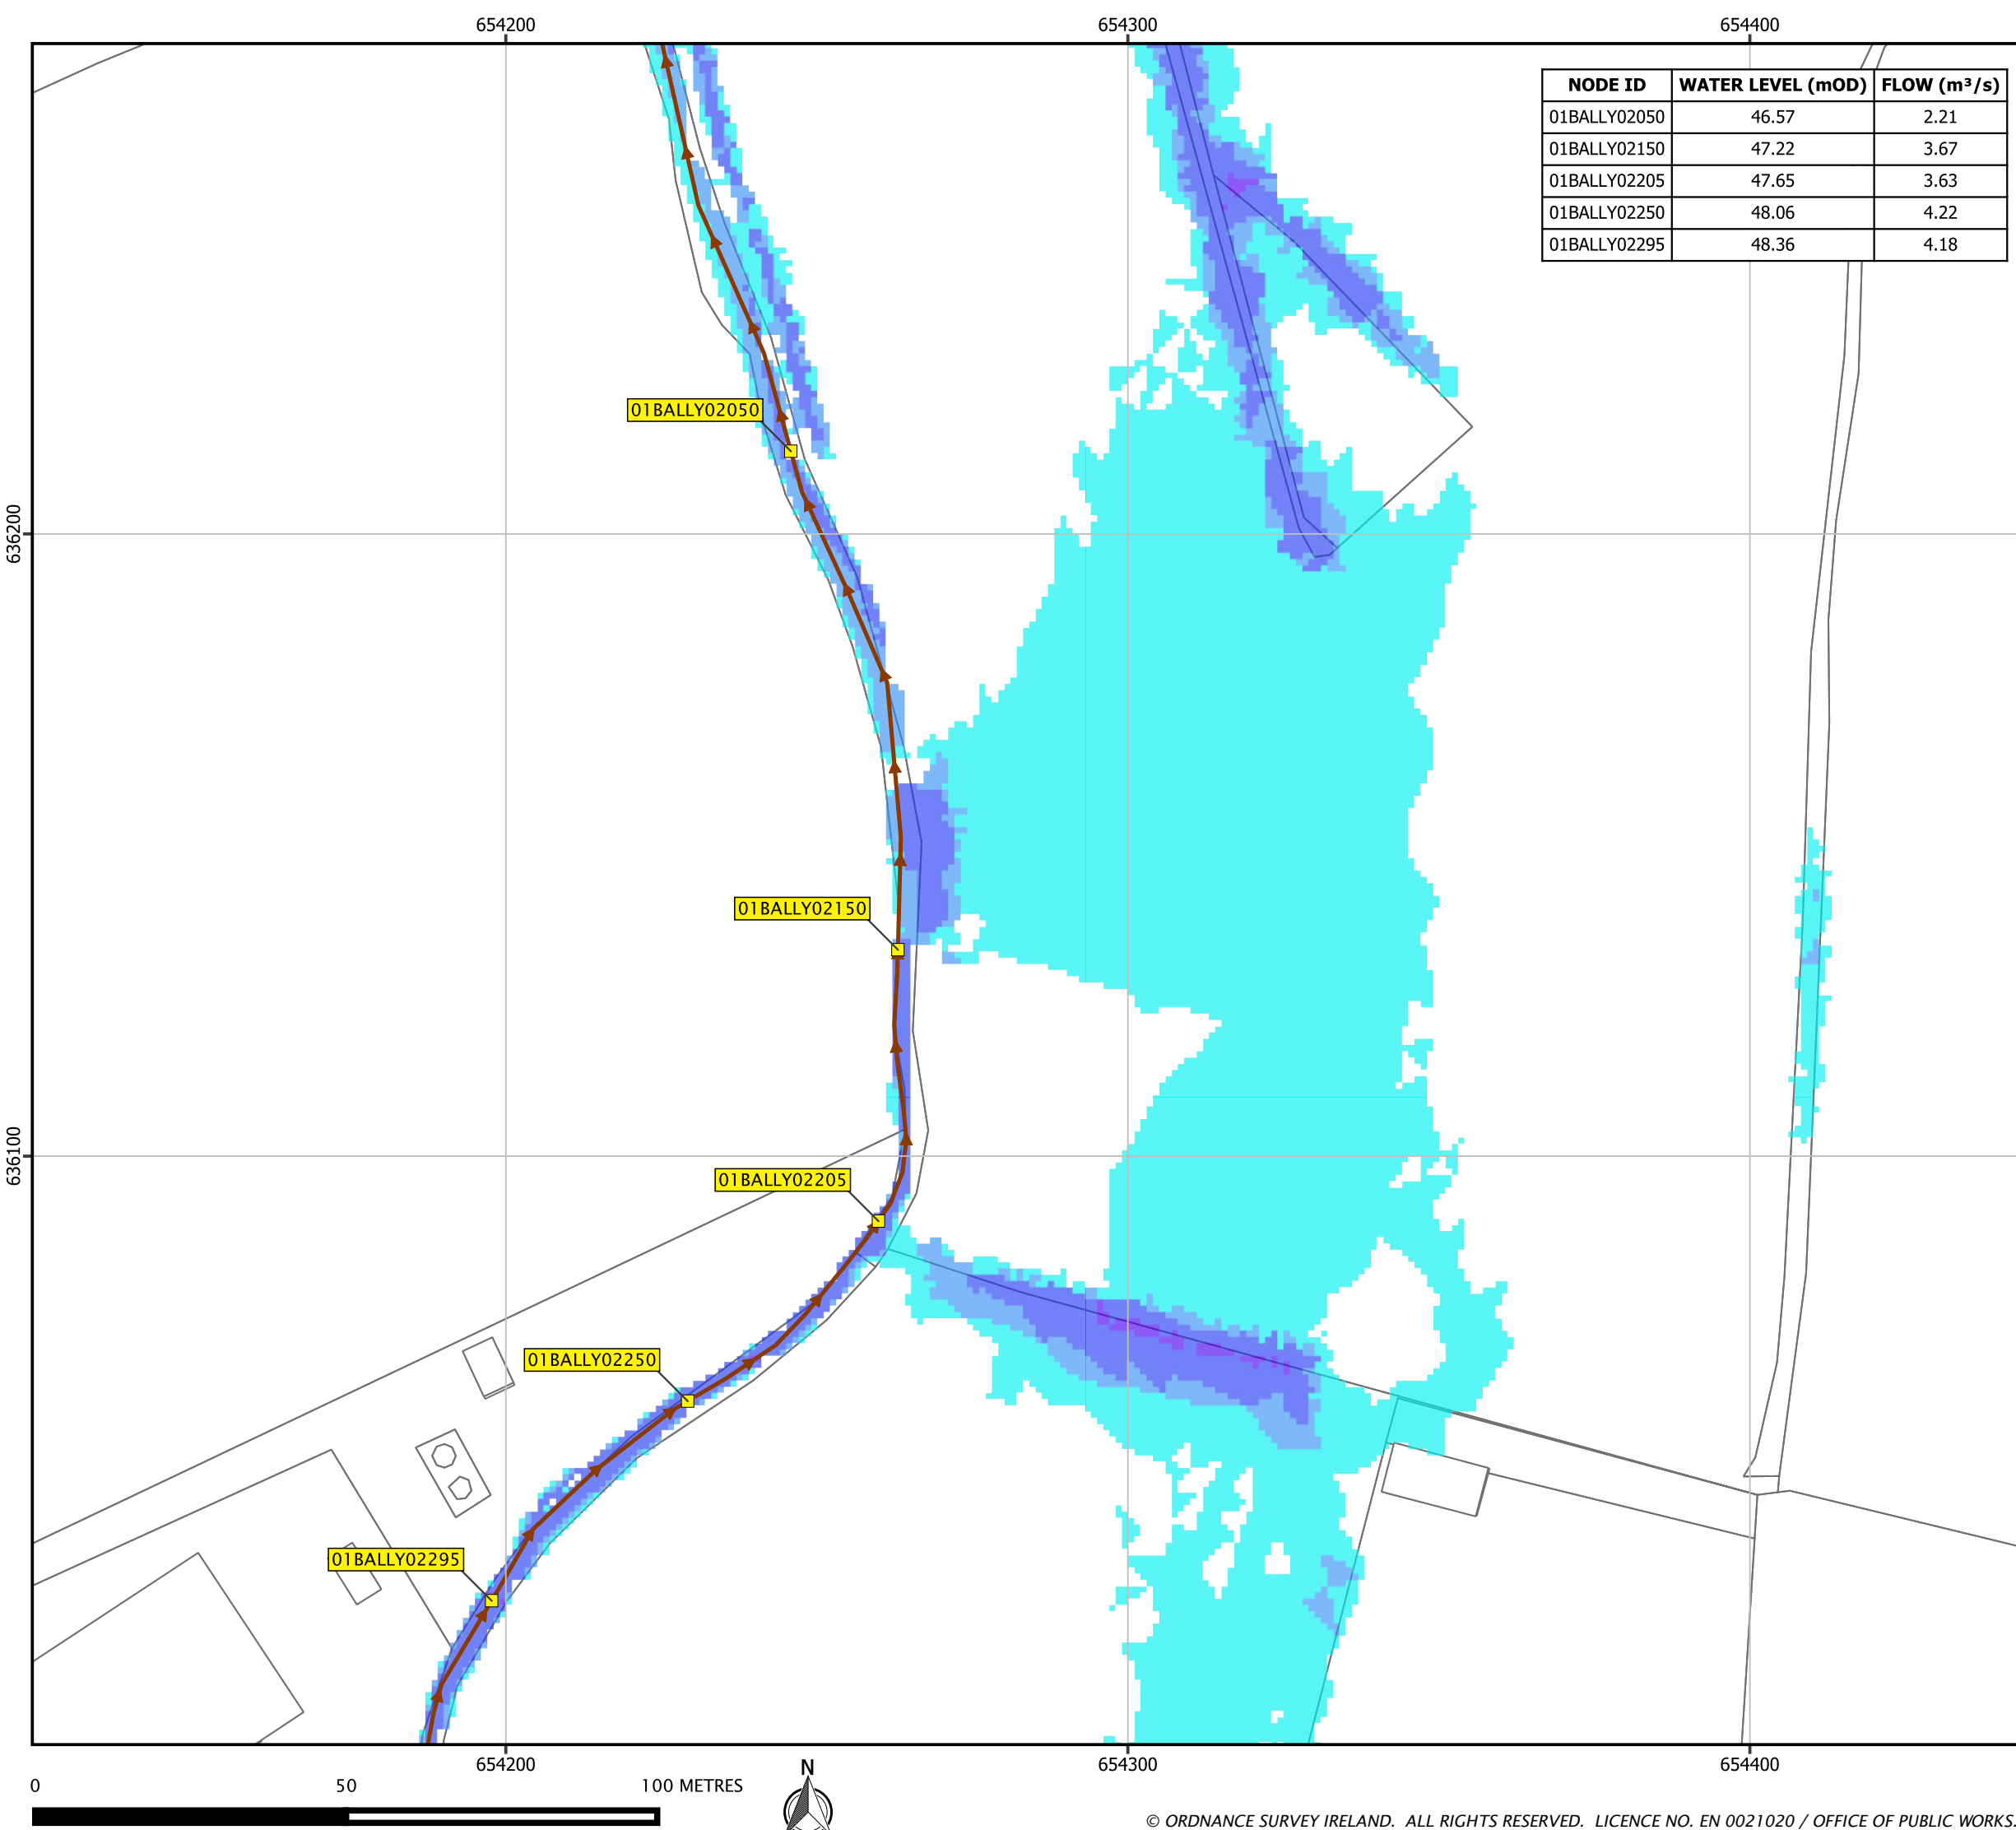 654200 654300 654400
NODE ID WATER LEVEL (mOD) FLOW (m³/s)
01BALLY02050 46.57 2.21
01BALLY02150 47.22 3.67
01BALLY02205 47.65 3.63
01BALLY02250 48.06 4.22
01BALLY02295 48.36 4.18
01BALLY02050
636200
01BALLY02150
636100
01BALLY02205
01BALLY02250
01BALLY02295
654200 654300 654400
0 50 100 METRES
N
© ORDNANCE SURVEY IRELAND. ALL RIGHTS RESERVED. LICENCE NO. EN 0021020 / OFFICE OF PUBLIC WORKS